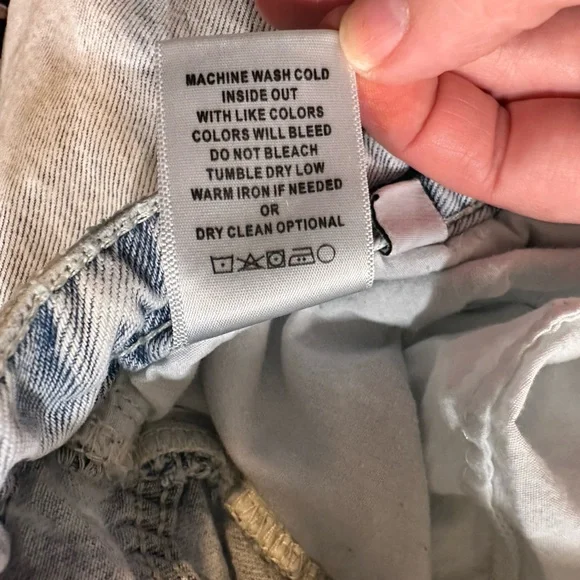 MACHINE WASH COLD
INSIDE OUT
WITH LIKE COLORS
COLORS WILL BLEED
DO NOT BLEACH
TUMBLE DRY LOW
WARM IRON IF NEEDED
OR
DRY CLEAN OPTIONAL